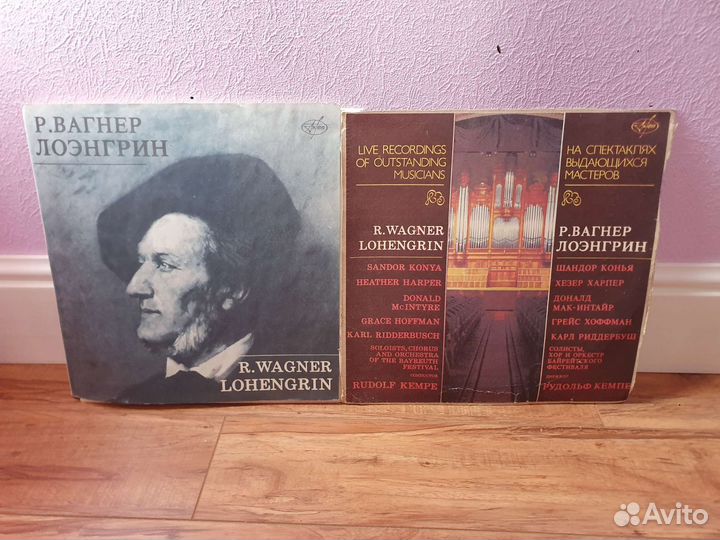 Р.ВАГНЕР
ЛОЭНГРИН
R.WAGNER
LOHENGRIN
LIVE RECORDINGS
OF OUTSTANDING
MUSICIANS
R.WAGNER
LOHENGRIN
SANDOR KONYA
HEATHER HARPER
DONALD
McINTYRE
GRACE HOFFMAN
KARL RIDDERBUSCH
SOLOISTS, CHORUS
AND ORCHESTRA
OF THE BAYREUTH
FESTIVAL
CONDUCTOR
RUDOLF KEMPE
НА СПЕКТАКЛЯХ
ВЫДАЮЩИХСЯ
МАСТЕРОВ
Р.ВАГНЕР
ЛОЭНГРИН
ШАНДОР КОНЬЯ
ХЕЗЕР ХАРПЕР
ДОНАЛД
МАК-ИНТАЙР
ГРЕЙС ХОФФМАН
КАРЛ РИДДЕРБУШ
СОЛИСТЫ,
ХОР И ОРКЕСТР
БАЙРЕЙТСКОГО
ФЕСТИВАЛЯ
ДИРИЖЕР
РУДОЛЬФ КЕМПЕ
Avito